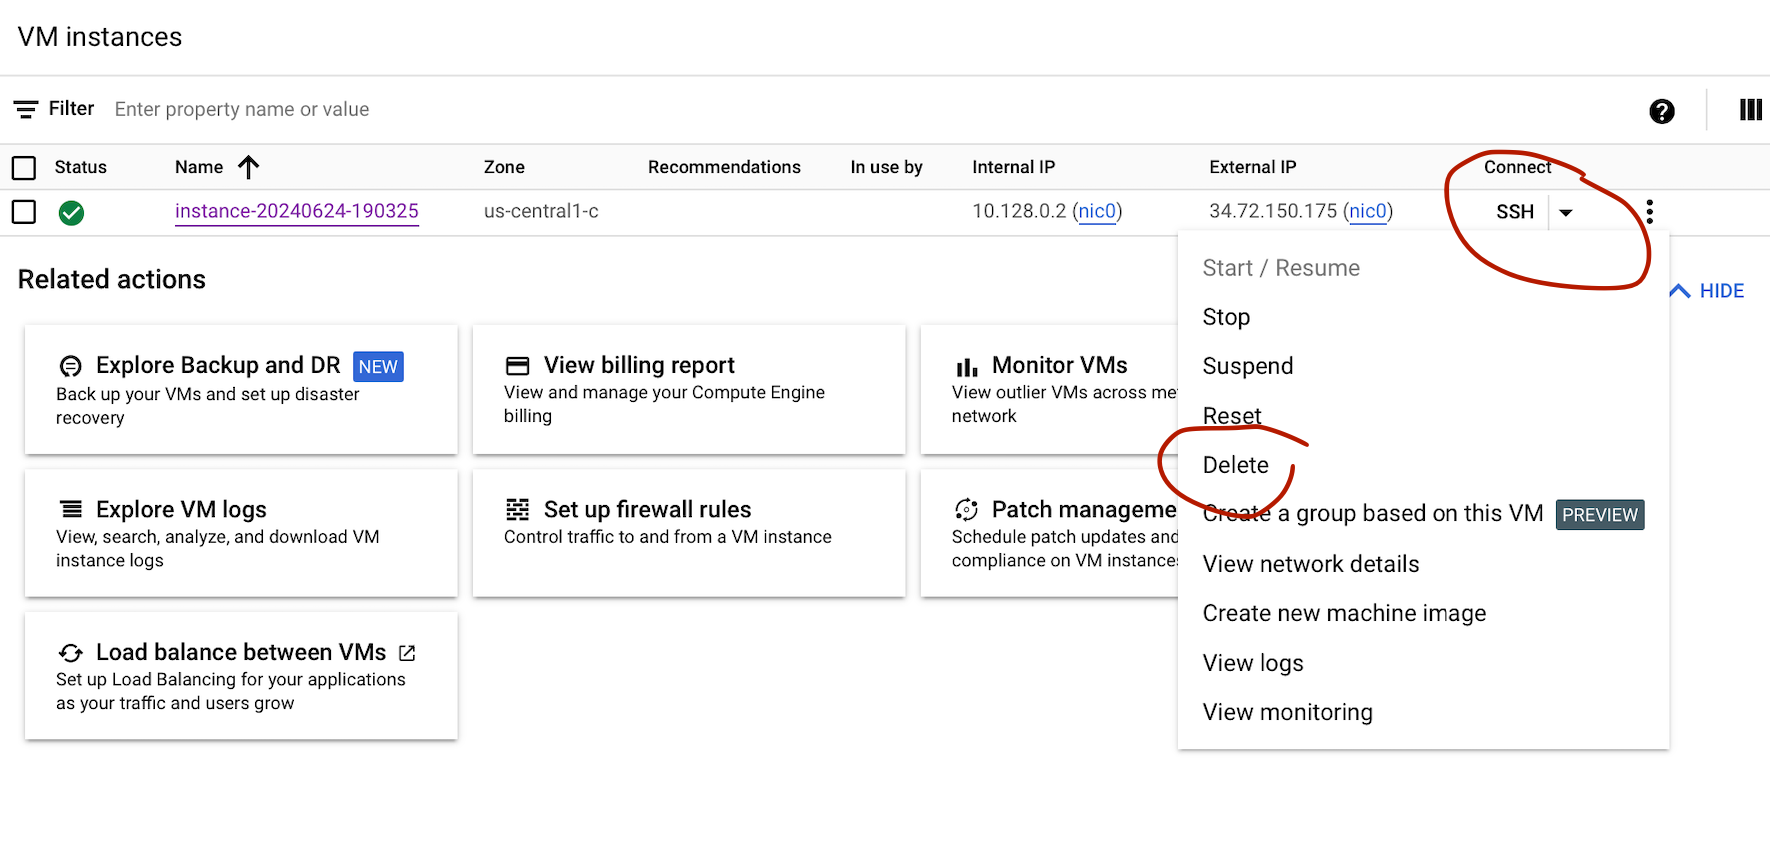 VM instances
Filter Enter property name or value
Status Name Zone Recommendations In use by Internal IP External IP Connect
instance-20240624-190325 us-central1-c 10.128.0.2 (nic0) 34.72.150.175 (nic0) SSH
Related actions
HIDE
Explore Backup and DR NEW
Back up your VMs and set up disaster
recovery
View billing report
View and manage your Compute Engine
billing
Monitor VMs
View outlier VMs across me
network
Explore VM logs
View, search, analyze, and download VM
instance logs
Set up firewall rules
Control traffic to and from a VM instance
Patch manageme
Schedule patch updates and
compliance on VM instance
Load balance between VMs
Set up Load Balancing for your applications
as your traffic and users grow
Start / Resume
Stop
Suspend
Reset
Delete
Create a group based on this VM PREVIEW
View network details
Create new machine image
View logs
View monitoring